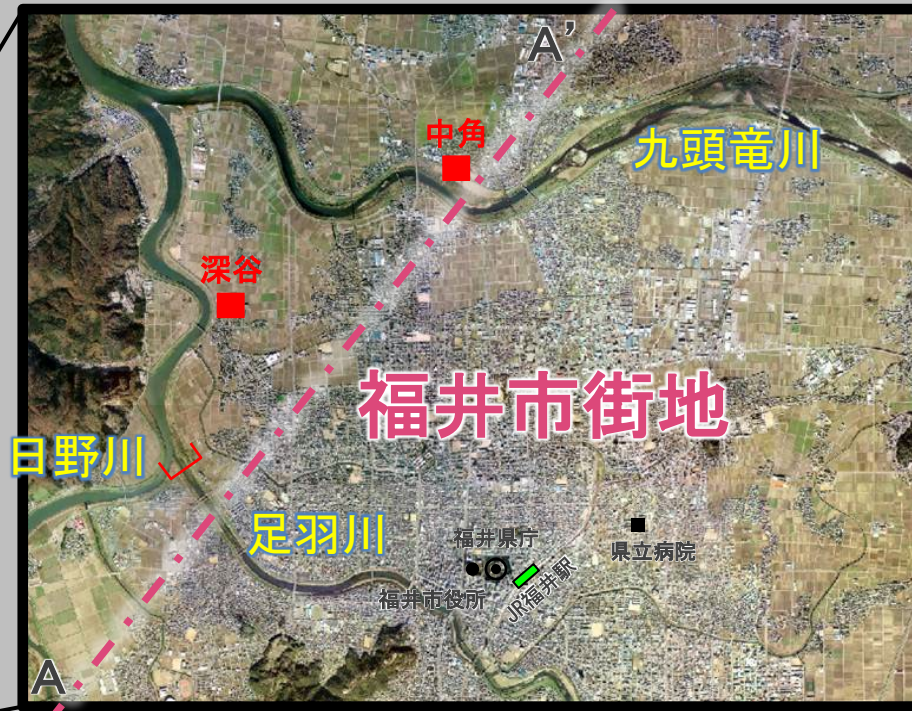 A’
中角
九頭竜川
深谷
福井市街地
日野川
足羽川
福井県庁
県立病院
福井市役所
JR福井駅
A